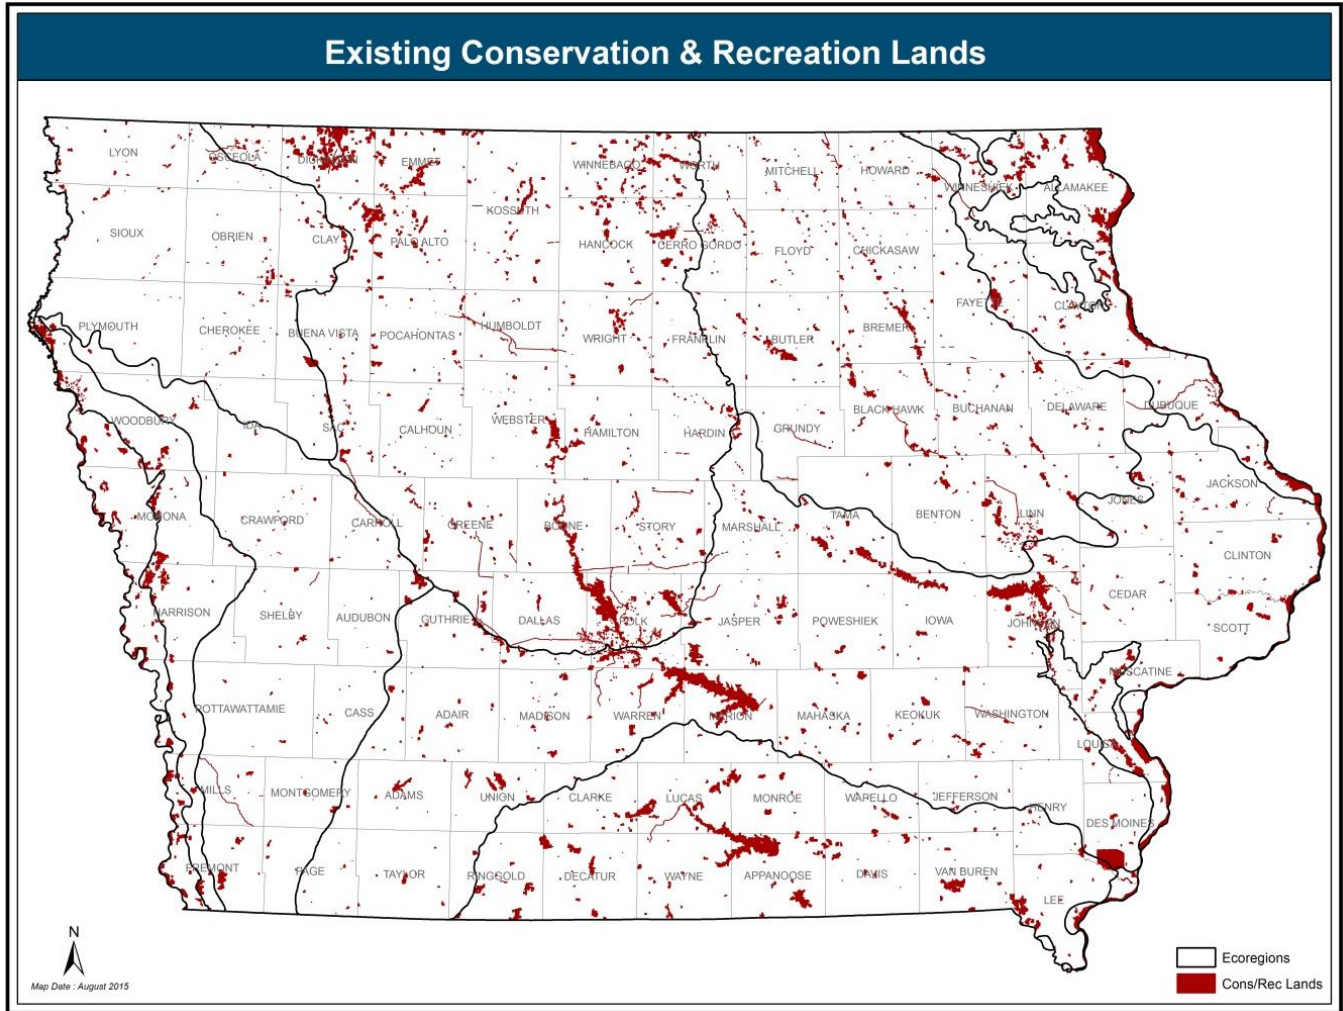 Existing Conservation & Recreation Lands
LYON
OSCEOLA
DICKINSON
EMMET
WINNEBAGO
WORTH
MITCHELL
HOWARD
WINNESHIEK
ALLAMAKEE
KOSSUTH
SIOUX
OBRIEN
CLAY
PALO ALTO
HANCOCK
CERRO GORDO
FLOYD
CHICKASAW
FAYETTE
CLAYTON
PLYMOUTH
CHEROKEE
BUENA VISTA
POCAHONTAS
HUMBOLDT
WRIGHT
FRANKLIN
BUTLER
BREMER
WOODBURY
IDA
SAC
CALHOUN
WEBSTER
HAMILTON
HARDIN
GRUNDY
BLACK HAWK
BUCHANAN
DELAWARE
DUBUQUE
MONONA
CRAWFORD
CARROLL
GREENE
BOONE
STORY
MARSHALL
TAMA
BENTON
LINN
JONES
JACKSON
CLINTON
HARRISON
SHELBY
AUDUBON
GUTHRIE
DALLAS
POLK
JASPER
POWESHIEK
IOWA
JOHNSON
CEDAR
SCOTT
MUSCATINE
POTTAWATTAMIE
CASS
ADAIR
MADISON
WARREN
MARION
MAHASKA
KEOKUK
WASHINGTON
LOUISA
MILLS
MONTGOMERY
ADAMS
UNION
CLARKE
LUCAS
MONROE
WAPELLO
JEFFERSON
HENRY
DES MOINES
FREMONT
PAGE
TAYLOR
RINGGOLD
DECATUR
WAYNE
APPANOOSE
DAVIS
VAN BUREN
LEE
N
Map Date : August 2015
Ecoregions
Cons/Rec Lands